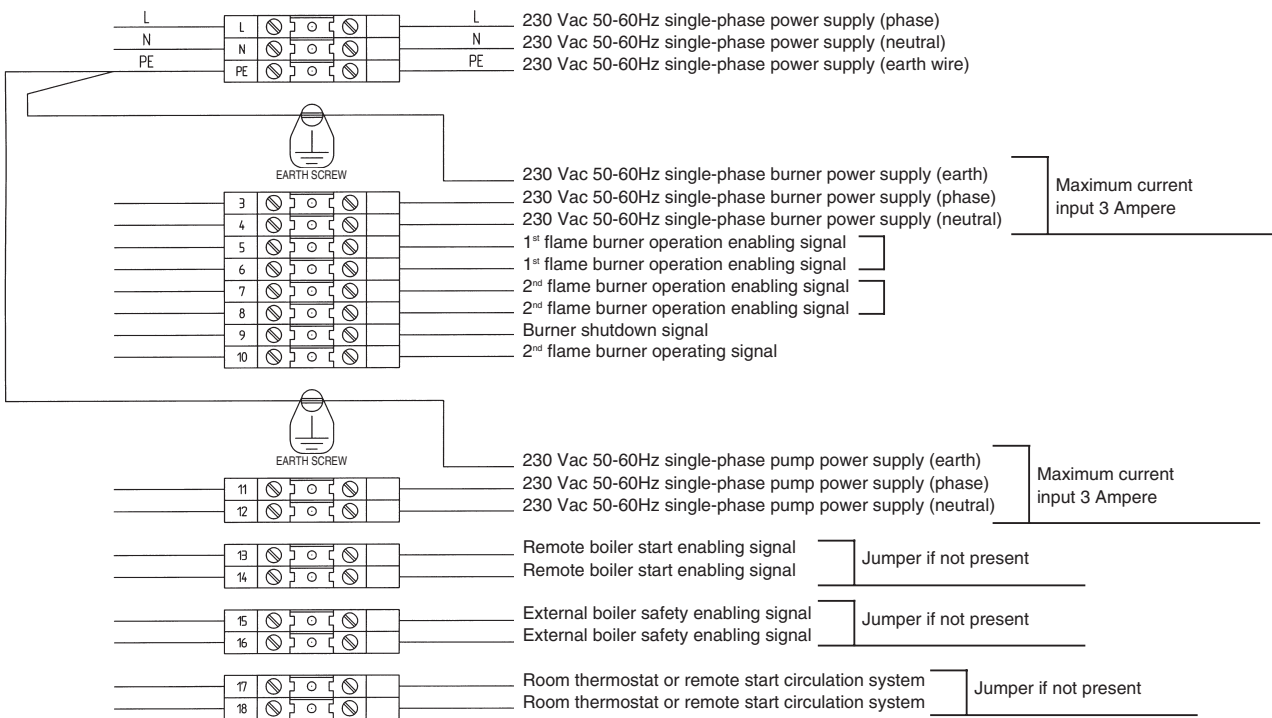 L L L 230 Vac 50-60Hz single-phase power supply (phase)
N N N 230 Vac 50-60Hz single-phase power supply (neutral)
PE PE PE 230 Vac 50-60Hz single-phase power supply (earth wire)
EARTH SCREW
230 Vac 50-60Hz single-phase burner power supply (earth)
3 230 Vac 50-60Hz single-phase burner power supply (phase)
4 230 Vac 50-60Hz single-phase burner power supply (neutral)
Maximum current
input 3 Ampere
5 1st flame burner operation enabling signal
6 1st flame burner operation enabling signal
7 2nd flame burner operation enabling signal
8 2nd flame burner operation enabling signal
9 Burner shutdown signal
10 2nd flame burner operating signal
EARTH SCREW
230 Vac 50-60Hz single-phase pump power supply (earth)
11 230 Vac 50-60Hz single-phase pump power supply (phase)
12 230 Vac 50-60Hz single-phase pump power supply (neutral)
Maximum current
input 3 Ampere
13 Remote boiler start enabling signal
14 Remote boiler start enabling signal
Jumper if not present
15 External boiler safety enabling signal
16 External boiler safety enabling signal
Jumper if not present
17 Room thermostat or remote start circulation system
18 Room thermostat or remote start circulation system
Jumper if not present